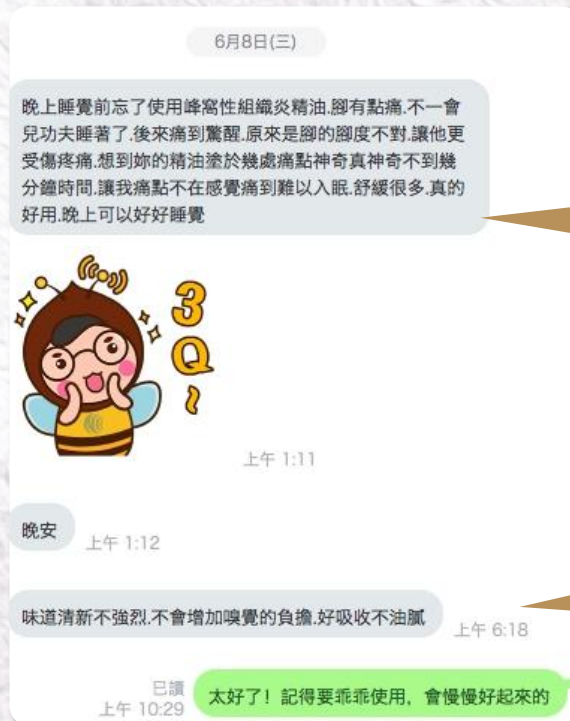 6月8日(三)
晚上睡覺前忘了使用峰窩性組織炎精油.腳有點痛.不一會
兒功夫睡著了.後來痛到驚醒.原來是腳的腳度不對.讓他更
受傷疼痛.想到妳的精油塗於幾處痛點神奇真神奇不到幾
分鐘時間.讓我痛點不在感覺痛到難以入眠.舒緩很多.真的
好用.晚上可以好好睡覺
3
Q
~
上午 1:11
晚安
上午 1:12
味道清新不強烈.不會增加嗅覺的負擔.好吸收不油膩
上午 6:18
已讀
上午 10:29
太好了！記得要乖乖使用，會慢慢好起來的